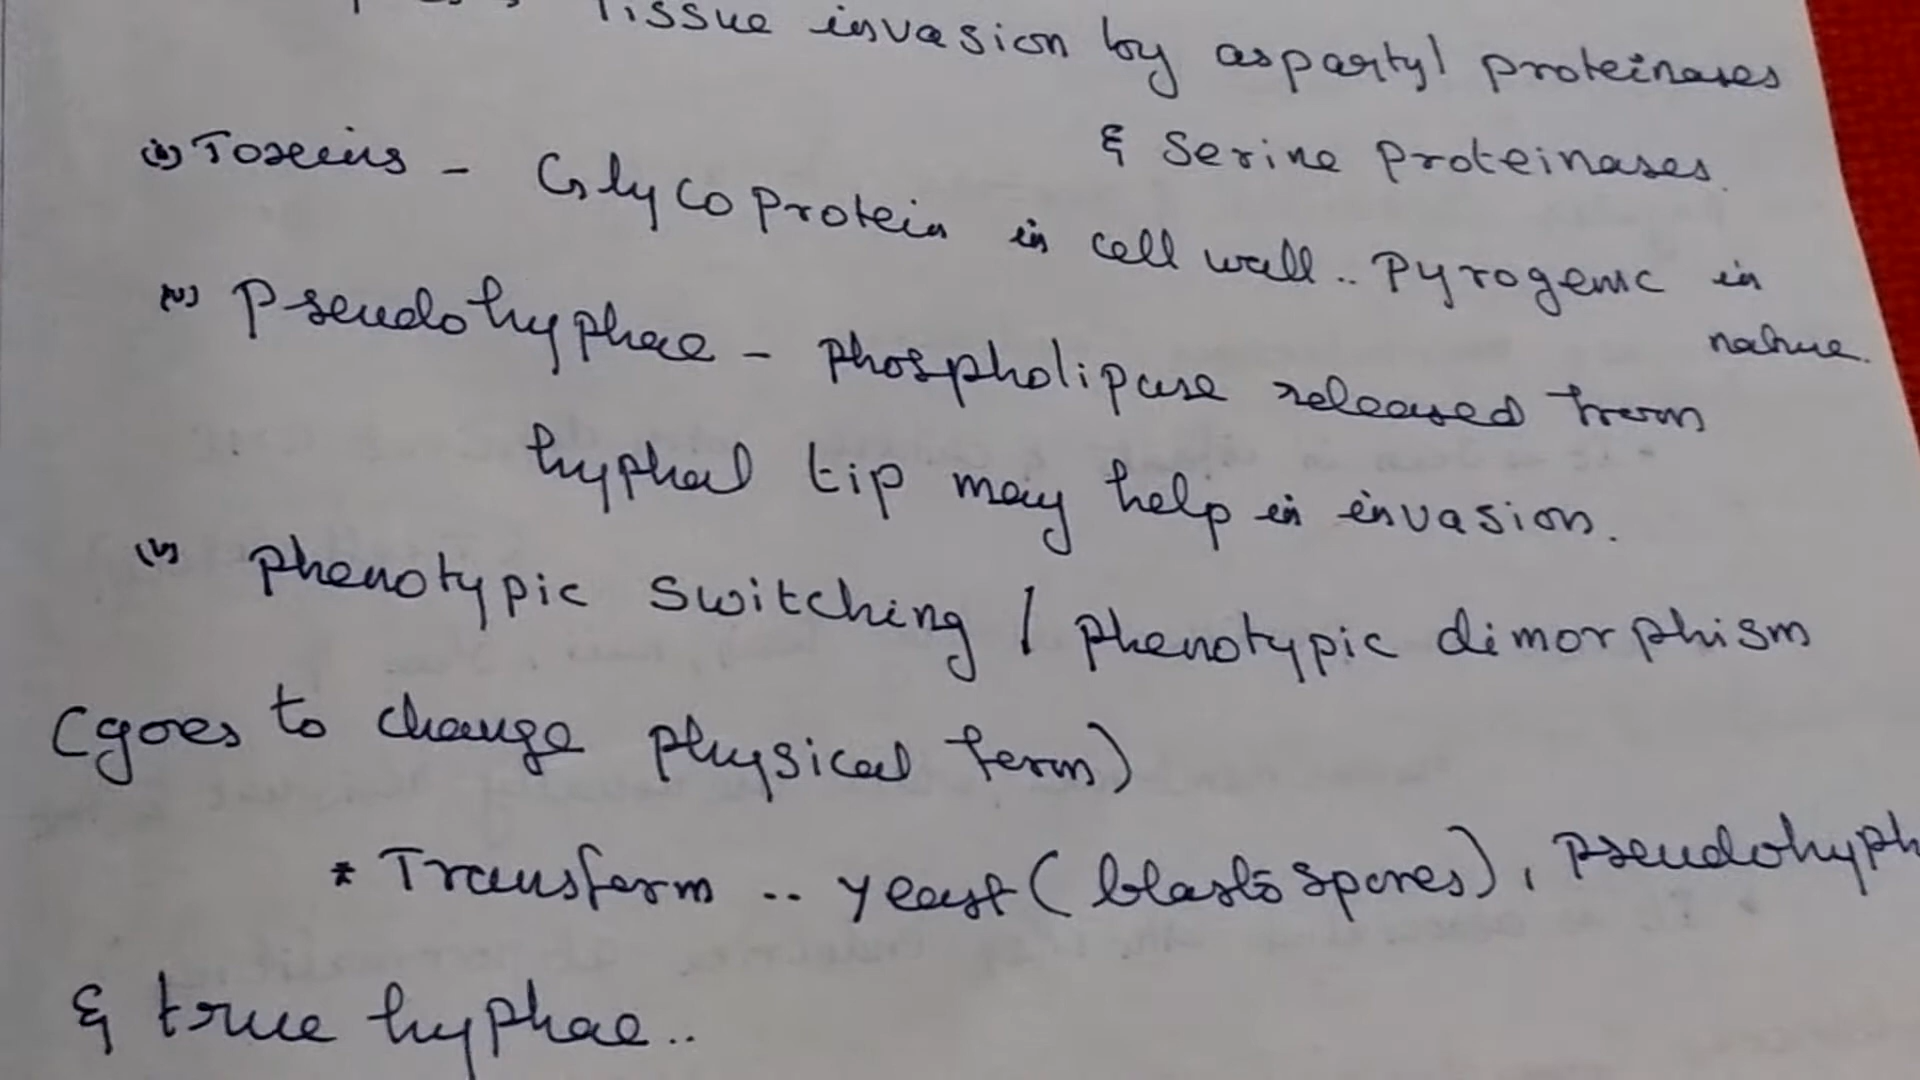 Tissue invasion by aspartyl proteinases
& Serine proteinases.
Toxins - Glycoprotein in cell wall.. Pyrogenic in
nature.
Pseudohyphae - Phospholipase released from
hyphal tip may help in invasion.
Phenotypic Switching / Phenotypic dimorphism
(goes to change physical form)
* Transform .. yeast (blastospores), Pseudohyph
& true hyphae..